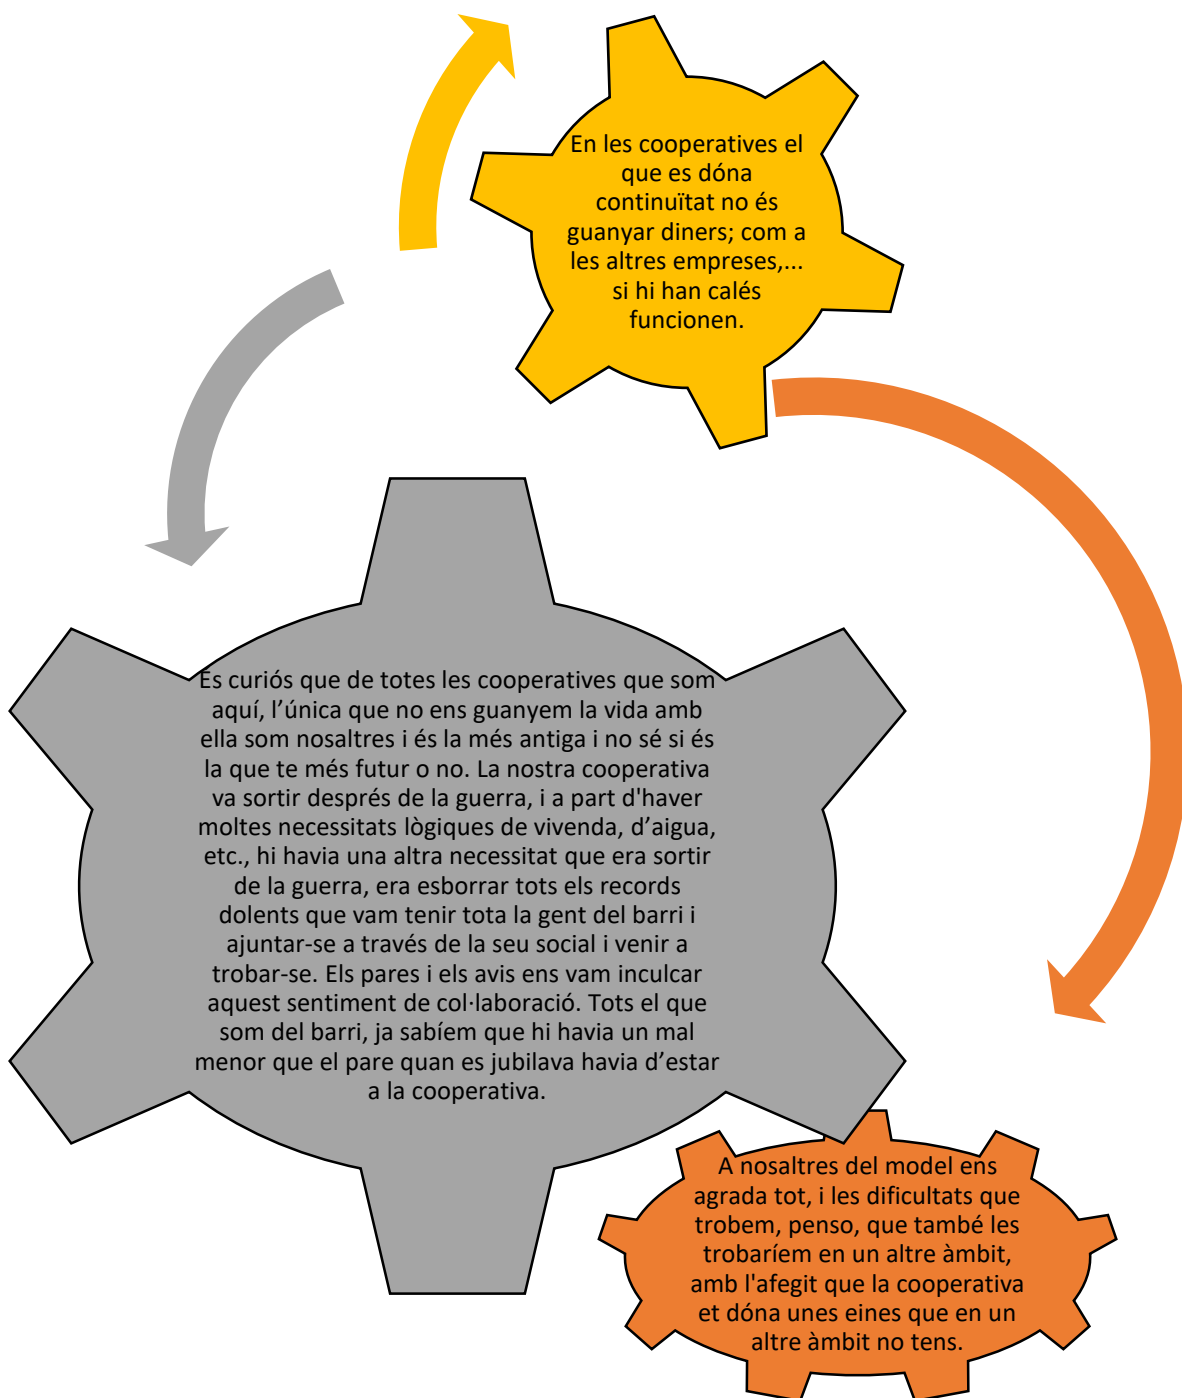 En les cooperatives el
que es dóna
continuïtat no és
guanyar diners; com a
les altres empreses,...
si hi han calés
funcionen.
Es curiós que de totes les cooperatives que som
aquí, l’única que no ens guanyem la vida amb
ella som nosaltres i és la més antiga i no sé si és
la que te més futur o no. La nostra cooperativa
va sortir després de la guerra, i a part d'haver
moltes necessitats lògiques de vivenda, d’aigua,
etc., hi havia una altra necessitat que era sortir
de la guerra, era esborrar tots els records
dolents que vam tenir tota la gent del barri i
ajuntar-se a través de la seu social i venir a
trobar-se. Els pares i els avis ens vam inculcar
aquest sentiment de col·laboració. Tots el que
som del barri, ja sabíem que hi havia un mal
menor que el pare quan es jubilava havia d’estar
a la cooperativa.
A nosaltres del model ens
agrada tot, i les dificultats que
trobem, penso, que també les
trobaríem en un altre àmbit,
amb l'afegit que la cooperativa
et dóna unes eines que en un
altre àmbit no tens.